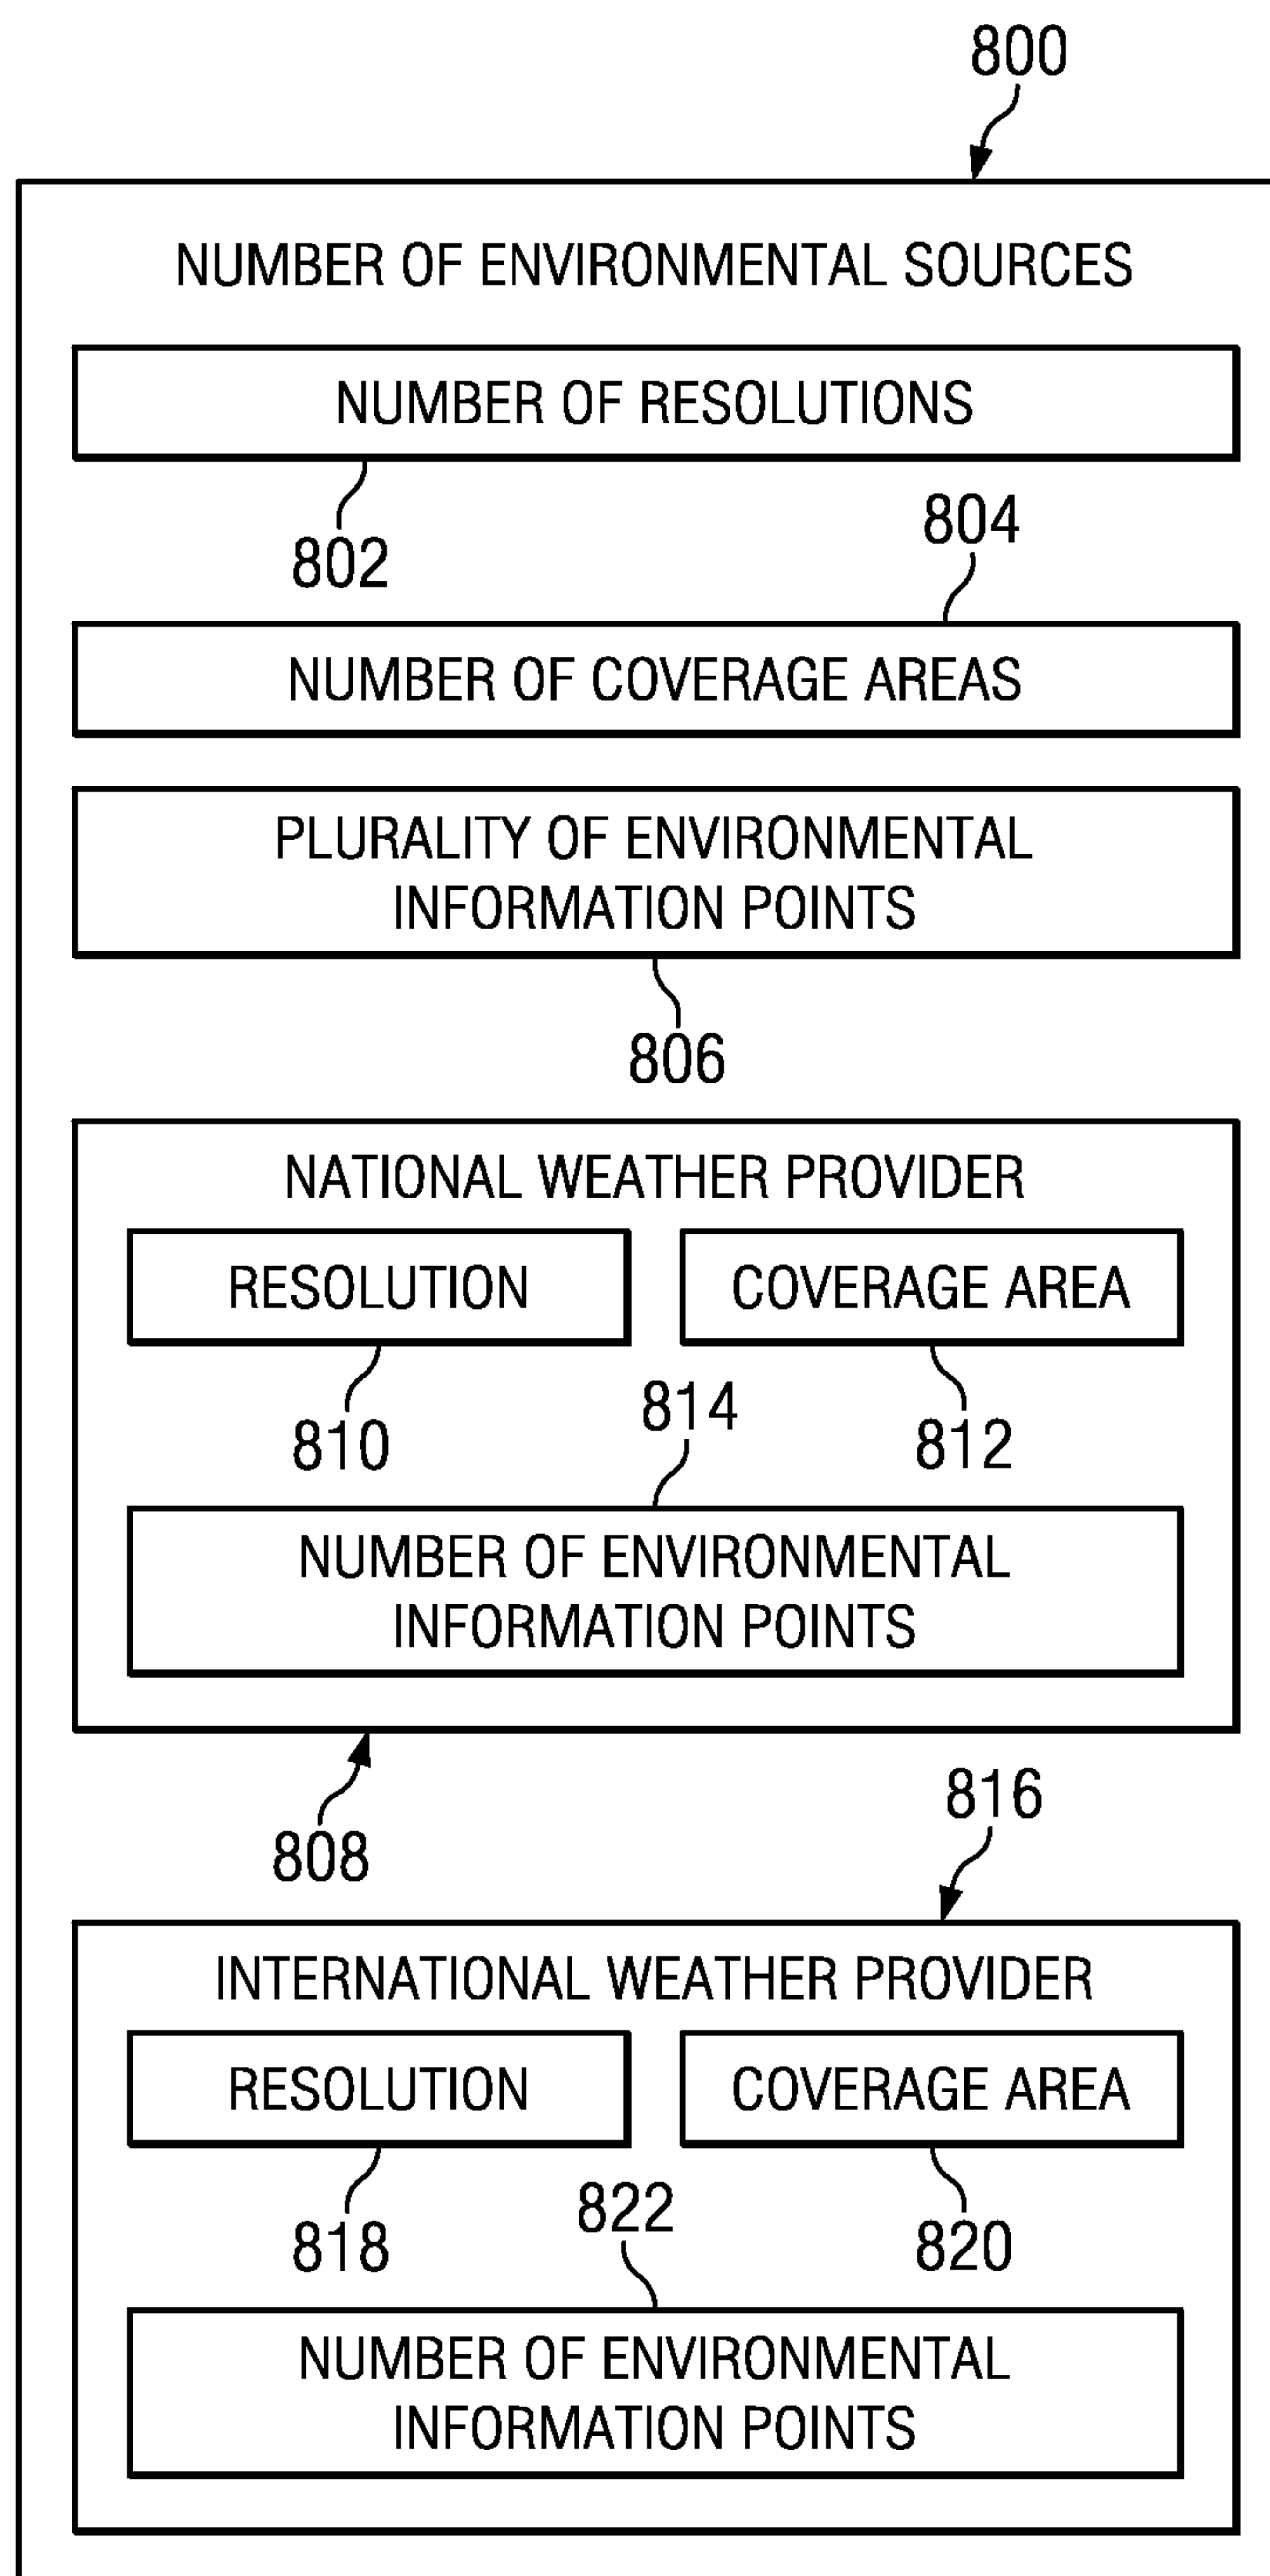 800
NUMBER OF ENVIRONMENTAL SOURCES
NUMBER OF RESOLUTIONS
802
804
NUMBER OF COVERAGE AREAS
PLURALITY OF ENVIRONMENTAL
INFORMATION POINTS
806
NATIONAL WEATHER PROVIDER
RESOLUTION
COVERAGE AREA
810
814
812
NUMBER OF ENVIRONMENTAL
INFORMATION POINTS
808
816
INTERNATIONAL WEATHER PROVIDER
RESOLUTION
COVERAGE AREA
818
822
820
NUMBER OF ENVIRONMENTAL
INFORMATION POINTS